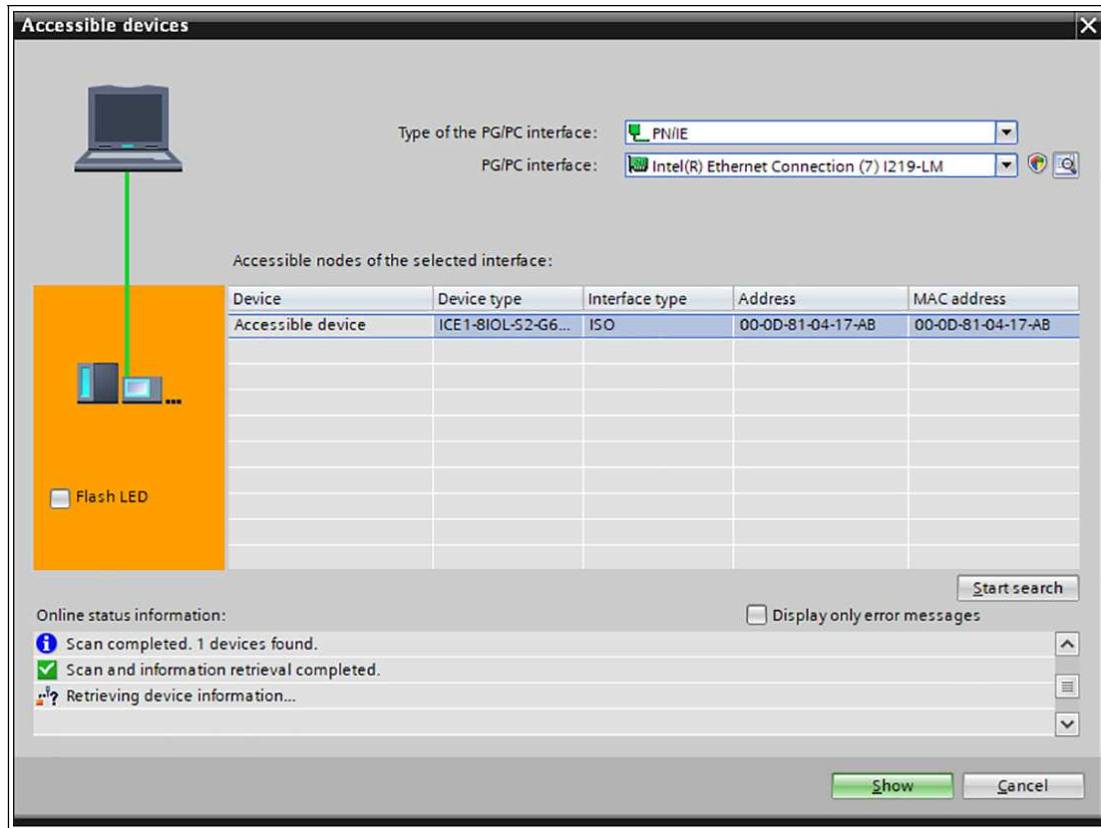 Accessible devices
Type of the PG/PC interface: PN/IE
PG/PC interface: Intel(R) Ethernet Connection (7) I219-LM
Accessible nodes of the selected interface:
Device Device type Interface type Address MAC address
Accessible device ICE1-8IOL-S2-G6... ISO 00-0D-81-04-17-AB 00-0D-81-04-17-AB
Flash LED
Start search
Online status information: Display only error messages
Scan completed. 1 devices found.
Scan and information retrieval completed.
Retrieving device information...
Show Cancel